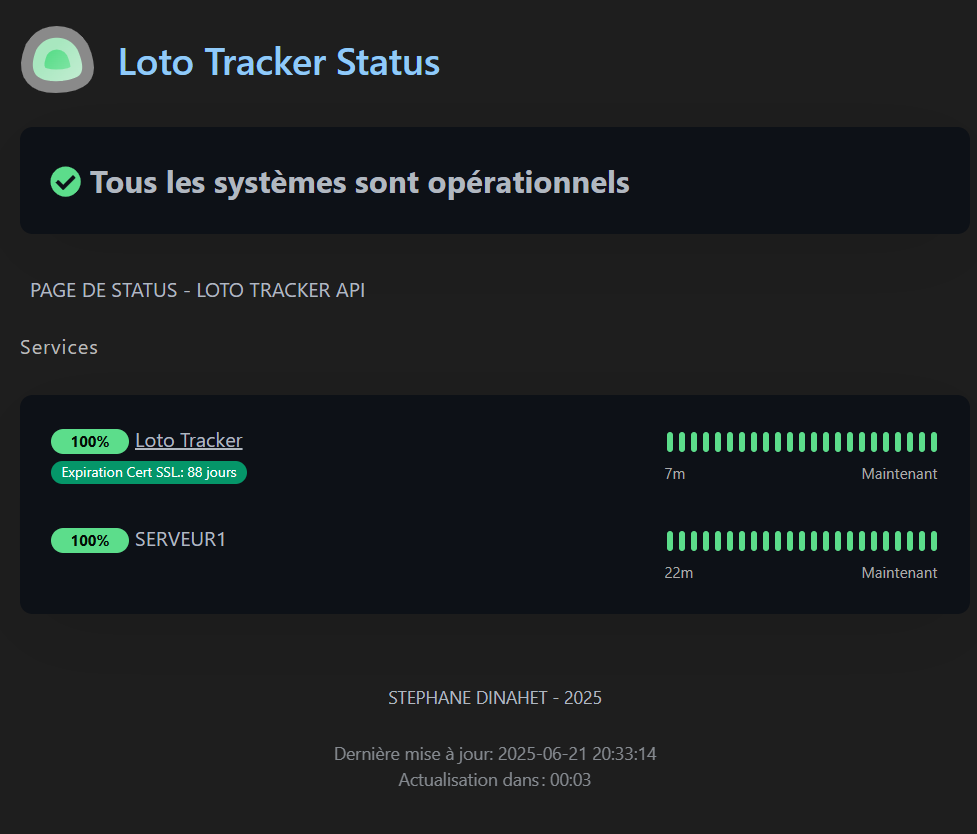 Loto Tracker Status
Tous les systèmes sont opérationnels
PAGE DE STATUS - LOTO TRACKER API
Services
100% Loto Tracker
Expiration Cert SSL.: 88 jours
7m Maintenant
100% SERVEUR1
22m Maintenant
STEPHANE DINAHET - 2025
Dernière mise à jour: 2025-06-21 20:33:14
Actualisation dans : 00:03